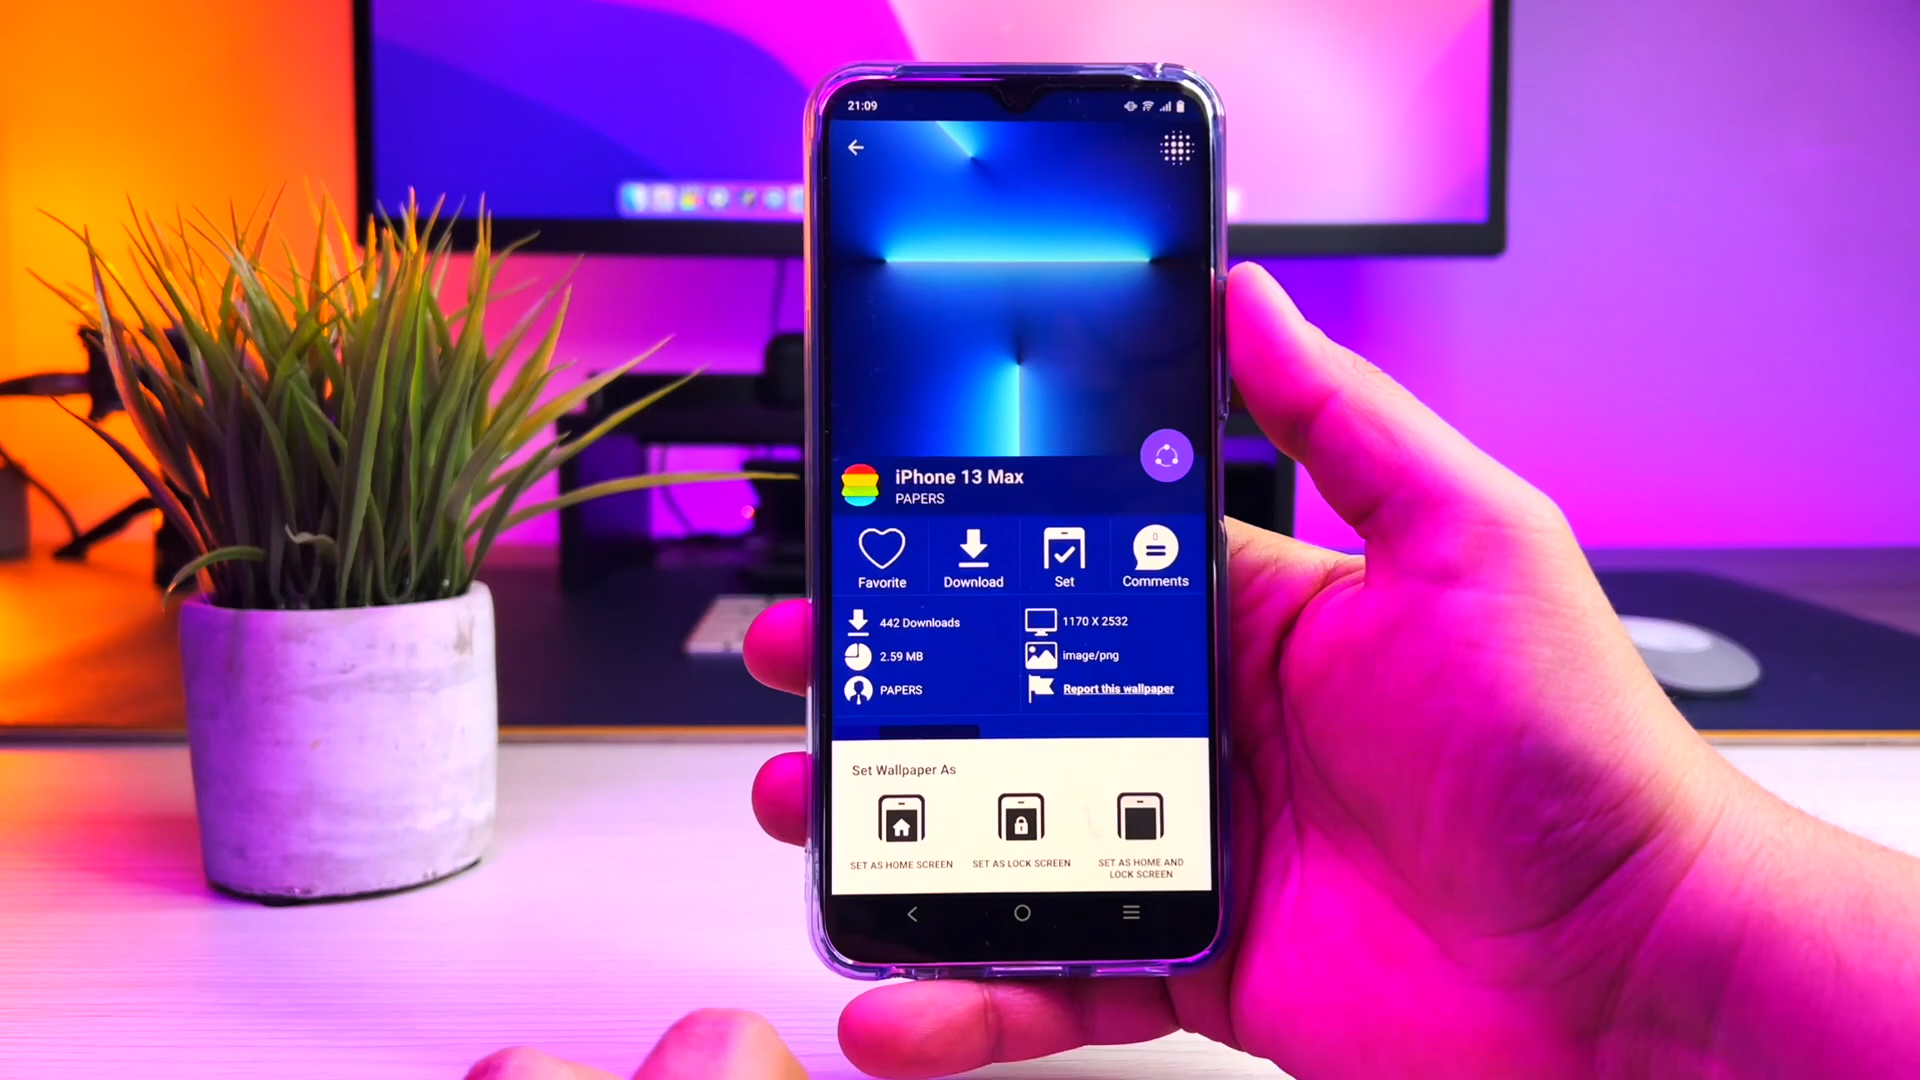 21:09
iPhone 13 Max
PAPERS
0
Favorite
Download
Set
Comments
442 Downloads
1170 X 2532
2.59 MB
image/png
PAPERS
Report this wallpaper
Set Wallpaper As
SET AS HOME SCREEN
SET AS LOCK SCREEN
SET AS HOME AND
LOCK SCREEN